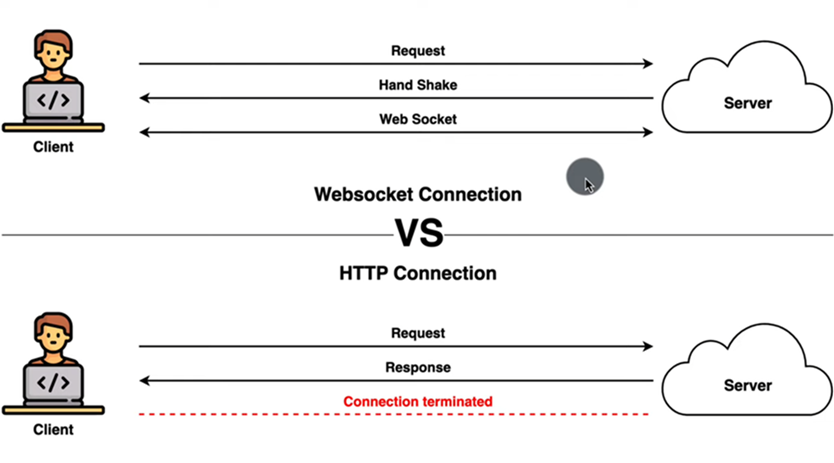 Request
Hand Shake
Web Socket
</>
Client
Server
Websocket Connection
VS
HTTP Connection
Request
Response
Connection terminated
</>
Client
Server